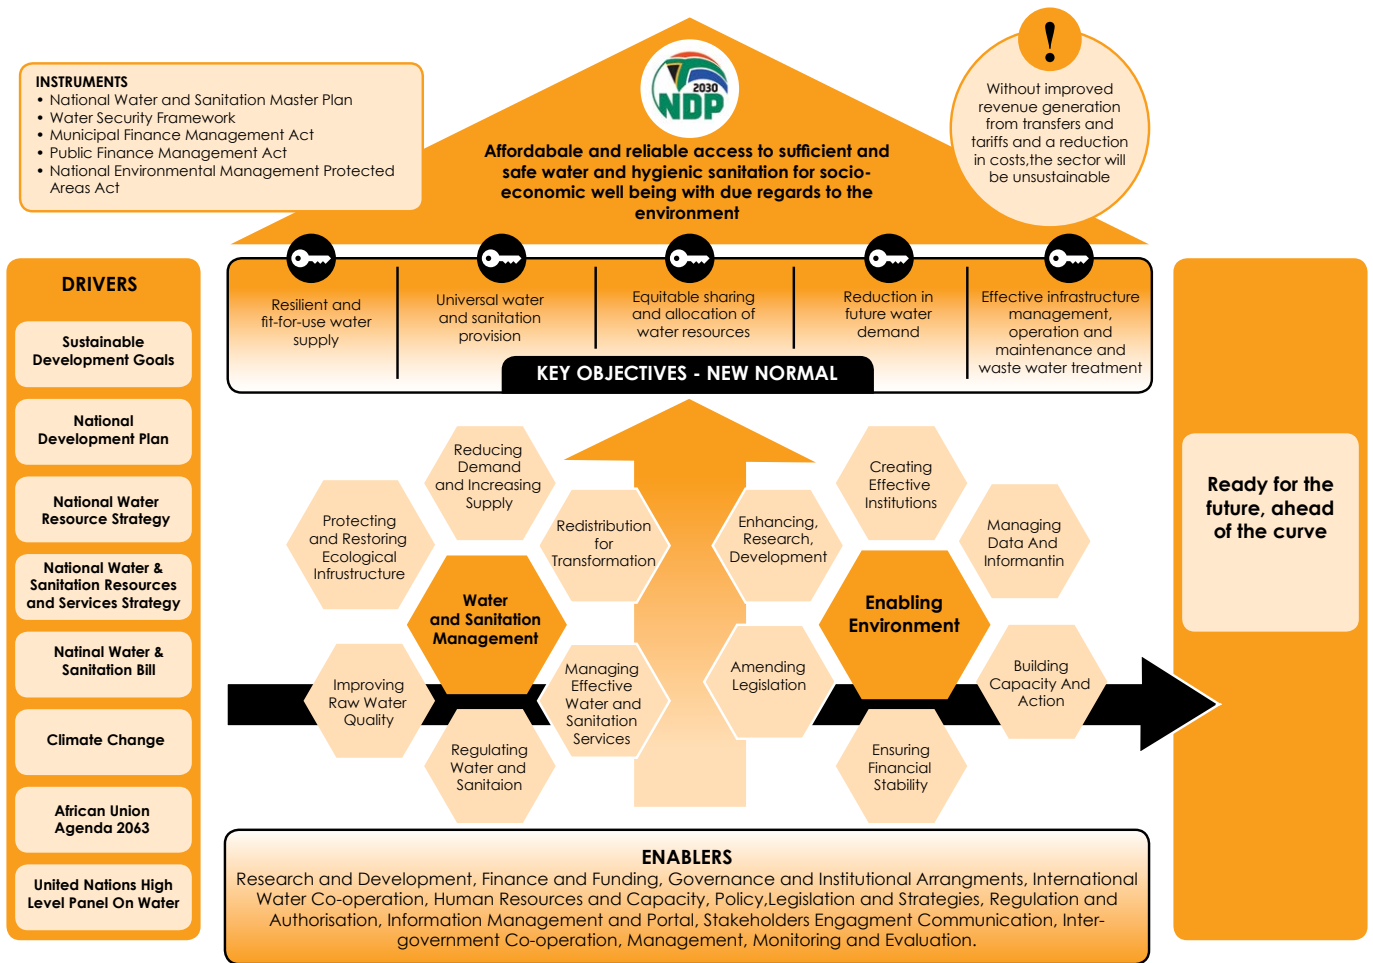 INSTRUMENTS
• National Water and Sanitation Master Plan
• Water Security Framework
• Municipal Finance Management Act
• Public Finance Management Act
• National Environmental Management Protected
Areas Act
2030
NDP
Affordabale and reliable access to sufficient and
safe water and hygienic sanitation for socio-
economic well being with due regards to the
environment
!
Without improved
revenue generation
from transfers and
tariffs and a reduction
in costs,the sector will
be unsustainable
DRIVERS
Sustainable
Development Goals
National
Development Plan
National Water
Resource Strategy
National Water &
Sanitation Resources
and Services Strategy
Natinal Water &
Sanitation Bill
Climate Change
African Union
Agenda 2063
United Nations High
Level Panel On Water
Resilient and
fit-for-use water
supply
Universal water
and sanitation
provision
Equitable sharing
and allocation of
water resources
Reduction in
future water
demand
Effective infrastructure
management,
operation and
maintenance and
waste water treatment
KEY OBJECTIVES - NEW NORMAL
Reducing
Demand
and Increasing
Supply
Protecting
and Restoring
Ecological
Infrustructure
Redistribution
for
Transformation
Water
and Sanitation
Management
Improving
Raw Water
Quality
Managing
Effective
Water and
Sanitation
Services
Regulating
Water and
Sanitaion
Creating
Effective
Institutions
Enhancing,
Research,
Development
Managing
Data And
Informantin
Enabling
Environment
Amending
Legislation
Building
Capacity And
Action
Ensuring
Financial
Stability
Ready for the
future, ahead
of the curve
ENABLERS
Research and Development, Finance and Funding, Governance and Institutional Arrangments, International
Water Co-operation, Human Resources and Capacity, Policy,Legislation and Strategies, Regulation and
Authorisation, Information Management and Portal, Stakeholders Engagment Communication, Inter-
government Co-operation, Management, Monitoring and Evaluation.